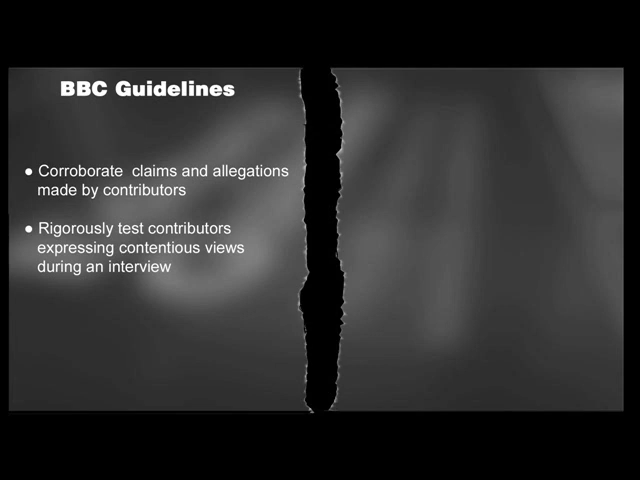 BBC Guidelines
● Corroborate claims and allegations
made by contributors
● Rigorously test contributors
expressing contentious views
during an interview